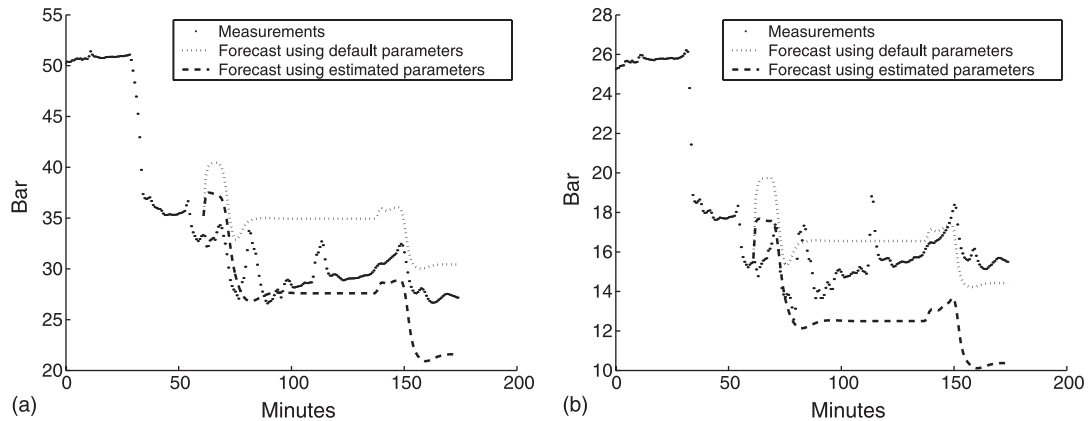 55
50
45
40
35
30
25
20
Bar
0
50
100
150
200
Minutes
(a)
Measurements
Forecast using default parameters
Forecast using estimated parameters
28
26
24
22
20
18
16
14
12
10
Bar
0
50
100
150
200
Minutes
(b)
Measurements
Forecast using default parameters
Forecast using estimated parameters